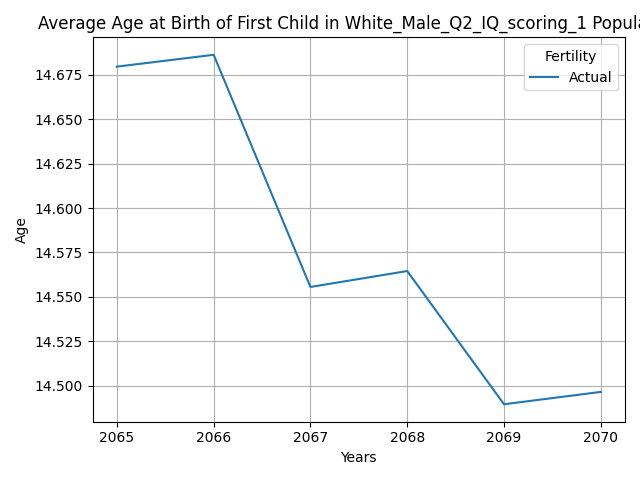 Average Age at Birth of First Child in White_Male_Q2_IQ_scoring_1 Popula
Fertility
Actual
14.675
14.650
14.625
14.600
14.575
14.550
14.525
14.500
Age
2065 2066 2067 2068 2069 2070
Years